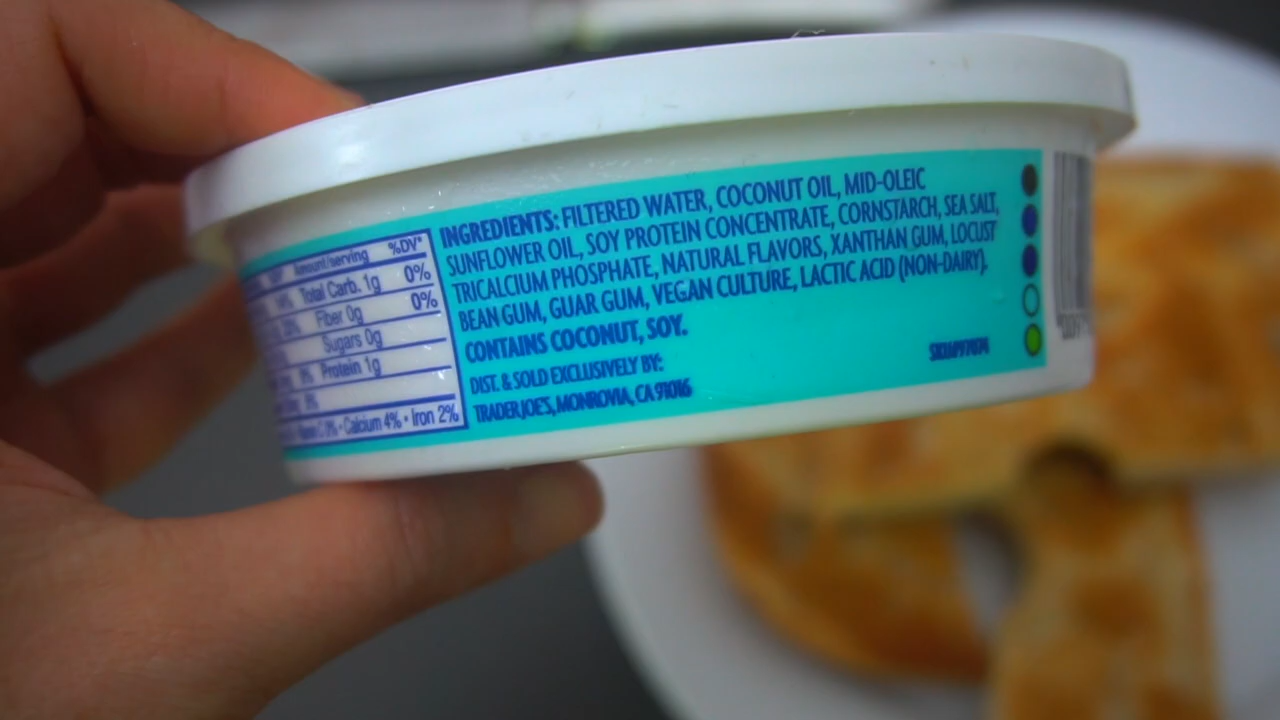 Amount/serving %DV*
Total Carb. 1g 0%
Fiber 0g 0%
Sugars 0g
Protein 1g
Calcium 4% • Iron 2%
INGREDIENTS: FILTERED WATER, COCONUT OIL, MID-OLEIC
SUNFLOWER OIL, SOY PROTEIN CONCENTRATE, CORNSTARCH, SEA SALT,
TRICALCIUM PHOSPHATE, NATURAL FLAVORS, XANTHAN GUM, LOCUST
BEAN GUM, GUAR GUM, VEGAN CULTURE, LACTIC ACID (NON-DAIRY).
CONTAINS COCONUT, SOY.
DIST. & SOLD EXCLUSIVELY BY:
TRADER JOE'S, MONROVIA, CA 91016